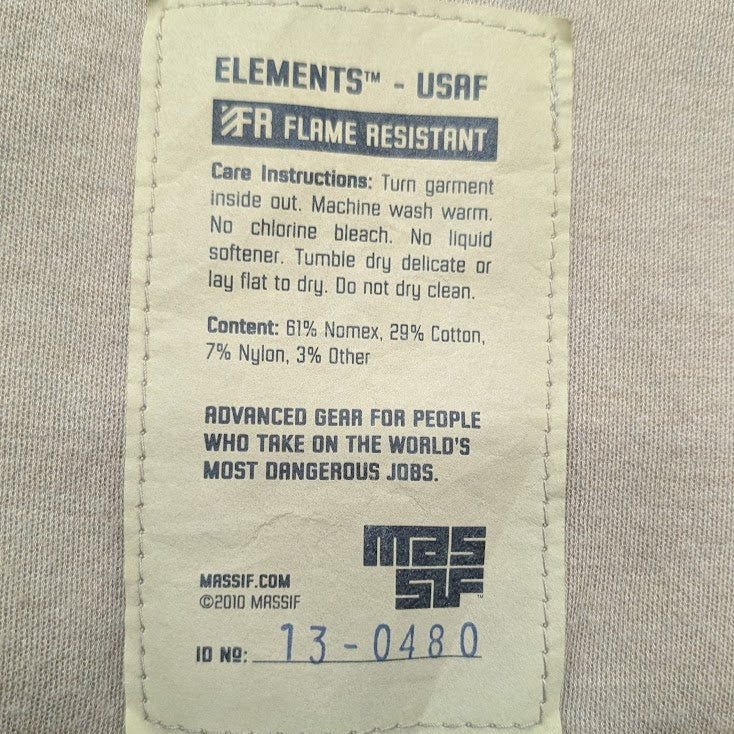 ELEMENTS™ - USAF
FR FLAME RESISTANT
Care Instructions: Turn garment
inside out. Machine wash warm.
No chlorine bleach. No liquid
softener. Tumble dry delicate or
lay flat to dry. Do not dry clean.
Content: 61% Nomex, 29% Cotton,
7% Nylon, 3% Other
ADVANCED GEAR FOR PEOPLE
WHO TAKE ON THE WORLD'S
MOST DANGEROUS JOBS.
MAS
SIF™
MASSIF.COM
©2010 MASSIF
ID Nº: 13-0480